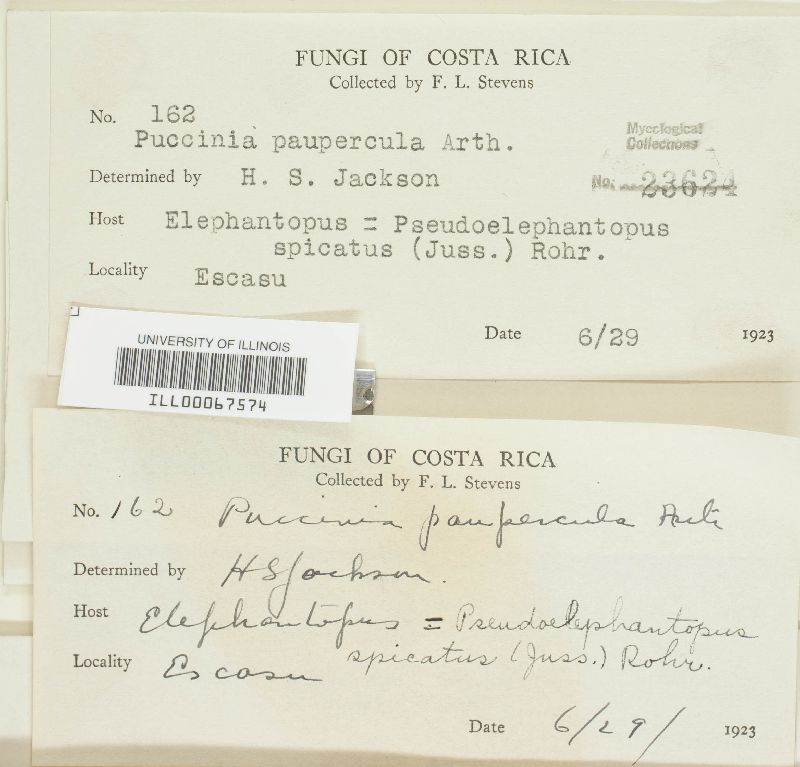 FUNGI OF COSTA RICA
Collected by F. L. Stevens
No. 162
Puccinia paupercula Arth.
Mycological
Collections
No. 23624
Determined by H. S. Jackson
Host Elephantopus = Pseudoelephantopus
spicatus (Juss.) Rohr.
Locality Escasu
Date 6/29 1923
UNIVERSITY OF ILLINOIS
ILL00067574
FUNGI OF COSTA RICA
Collected by F. L. Stevens
No. 162 Puccinia paupercula Arth
Determined by H S Jackson.
Host Elephantopus = Pseudoelephantopus
spicatus (Juss.) Rohr.
Locality Escasu
Date 6/29/ 1923